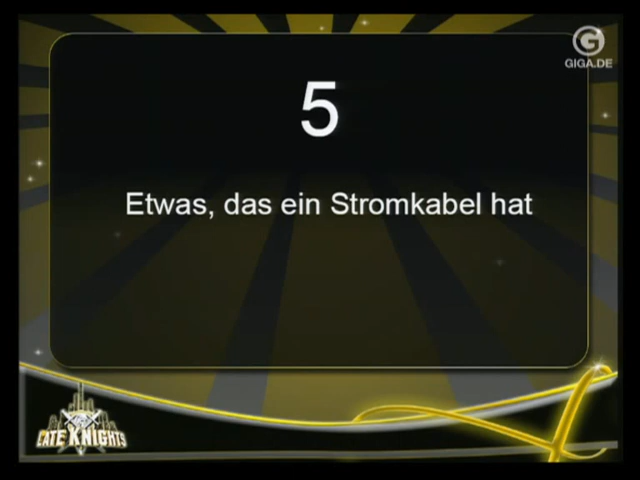 G
GIGA.DE
5
Etwas, das ein Stromkabel hat
LATE KNIGHTS